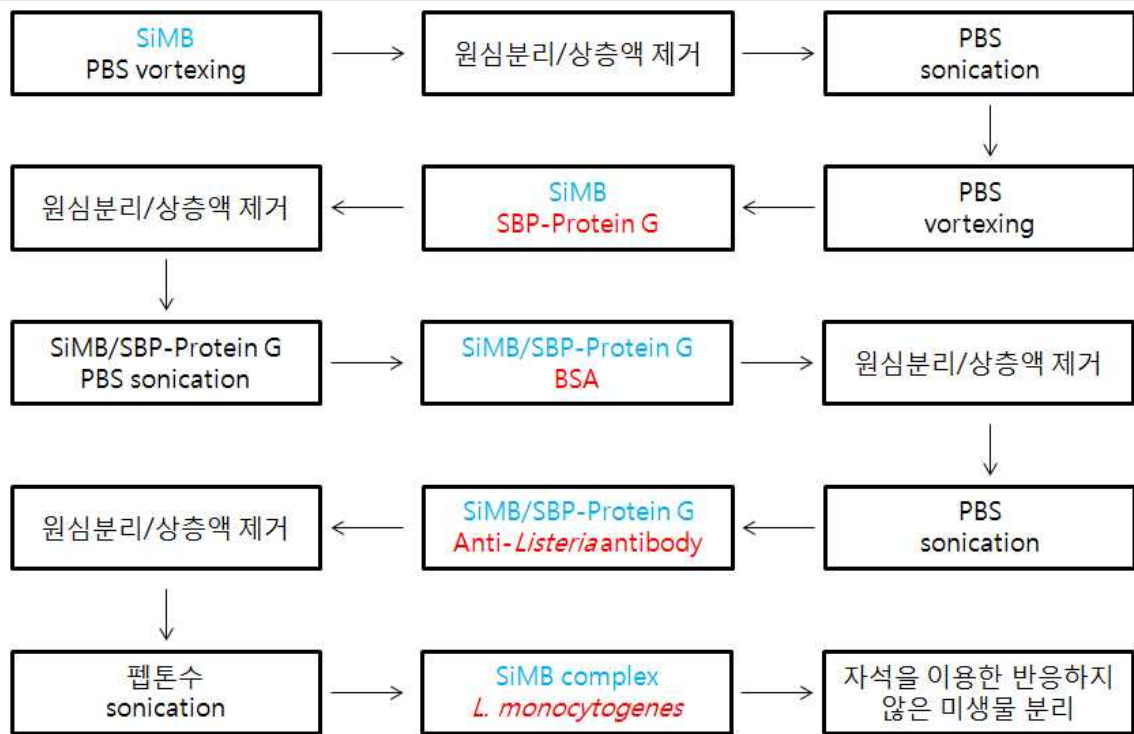 SiMB
PBS vortexing
원심분리/상층액 제거
PBS
sonication
PBS
vortexing
SiMB
SBP-Protein G
원심분리/상층액 제거
SiMB/SBP-Protein G
PBS sonication
SiMB/SBP-Protein G
BSA
원심분리/상층액 제거
PBS
sonication
SiMB/SBP-Protein G
Anti-Listeria antibody
원심분리/상층액 제거
펩톤수
sonication
SiMB complex
L. monocytogenes
자석을 이용한 반응하지
않은 미생물 분리